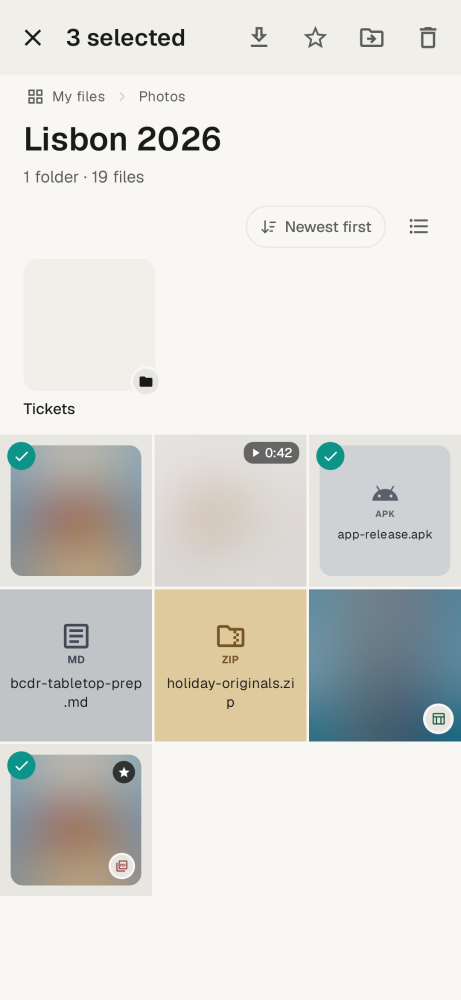 3 selected
My files
Photos
Lisbon 2026
1 folder · 19 files
Newest first
Tickets
0:42
APK
app-release.apk
MD
bcdr-tabletop-prep
.md
ZIP
holiday-originals.zi
p